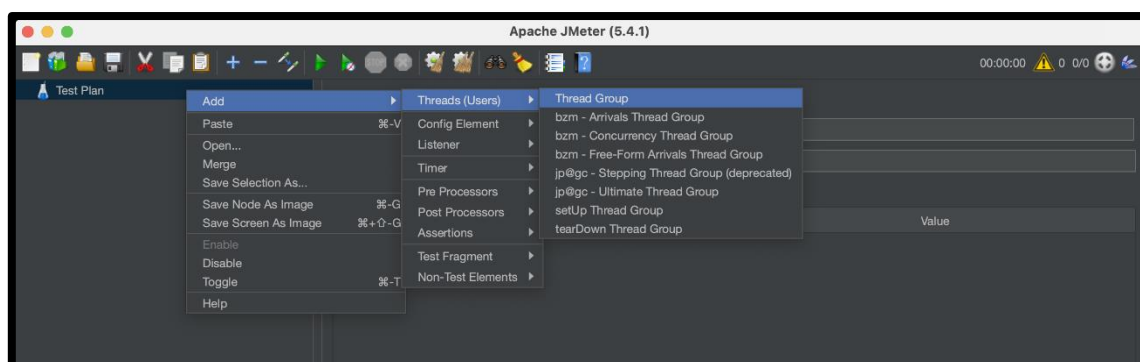 Apache JMeter (5.4.1)
00:00:00 0 0/0
Test Plan
Add
Paste ⌘-V
Open...
Merge
Save Selection As...
Save Node As Image ⌘-G
Save Screen As Image ⌘+⇧-G
Enable
Disable
Toggle ⌘-T
Help
Threads (Users)
Config Element
Listener
Timer
Pre Processors
Post Processors
Assertions
Test Fragment
Non-Test Elements
Thread Group
bzm - Arrivals Thread Group
bzm - Concurrency Thread Group
bzm - Free-Form Arrivals Thread Group
jp@gc - Stepping Thread Group (deprecated)
jp@gc - Ultimate Thread Group
setUp Thread Group
tearDown Thread Group
Value